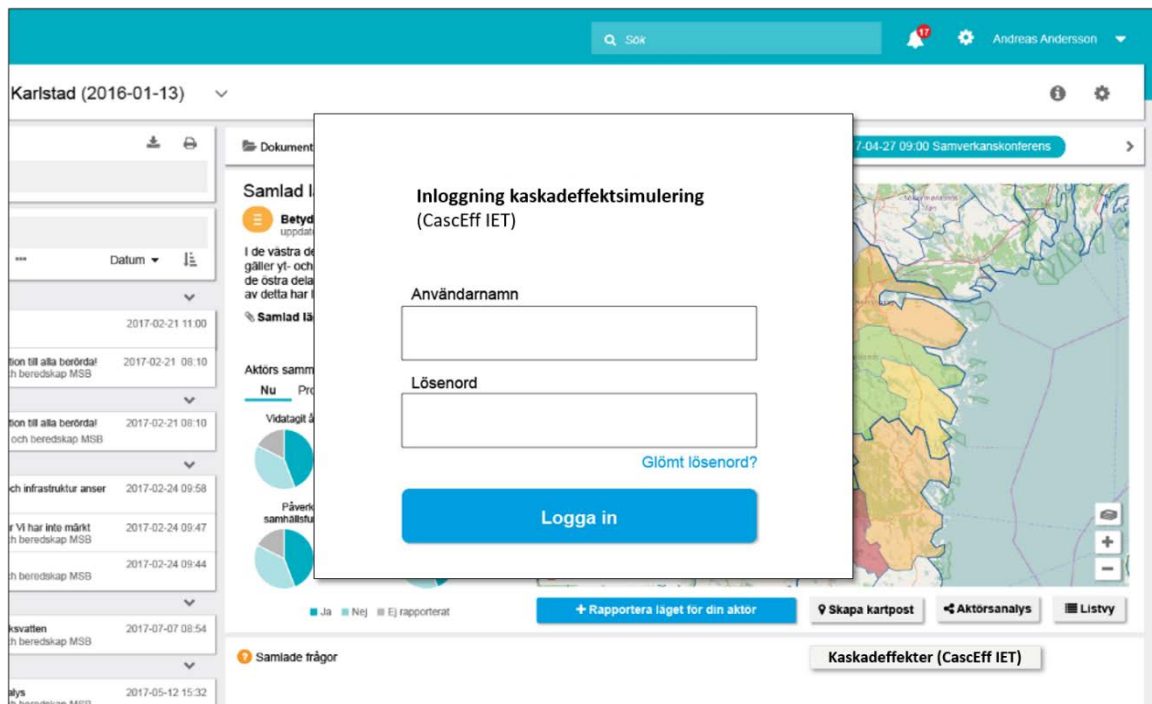 Sök
17
Andreas Andersson
Karlstad (2016-01-13)
Dokument
7-04-27 09:00 Samverkanskonferens
Datum
2017-02-21 11:00
tion till alla berörda!
2017-02-21 08:10
ch beredskap MSB
tion till alla berörda!
2017-02-21 08:10
och beredskap MSB
ch infrastruktur anser
2017-02-24 09:58
r Vi har inte märkt
2017-02-24 09:47
ch beredskap MSB
2017-02-24 09:44
ch beredskap MSB
ksvatten
2017-07-07 08:54
ch beredskap MSB
alys
2017-05-12 15:32
Samlad l
Betyd
uppdate
I de västra de
gäller yt- och
de östra dela
av detta har l
Samlad lä
Aktörs samm
Nu Pro
Vidatagit å
Påverk
samhällsfu
Ja Nej Ej rapporterat
Inloggning kaskadeffektsimulering
(CascEff IET)
Användarnamn
Lösenord
Glömt lösenord?
Logga in
+ Rapportera läget för din aktör
Skapa kartpost
Aktörsanalys
Listvy
Samlade frågor
Kaskadeffekter (CascEff IET)